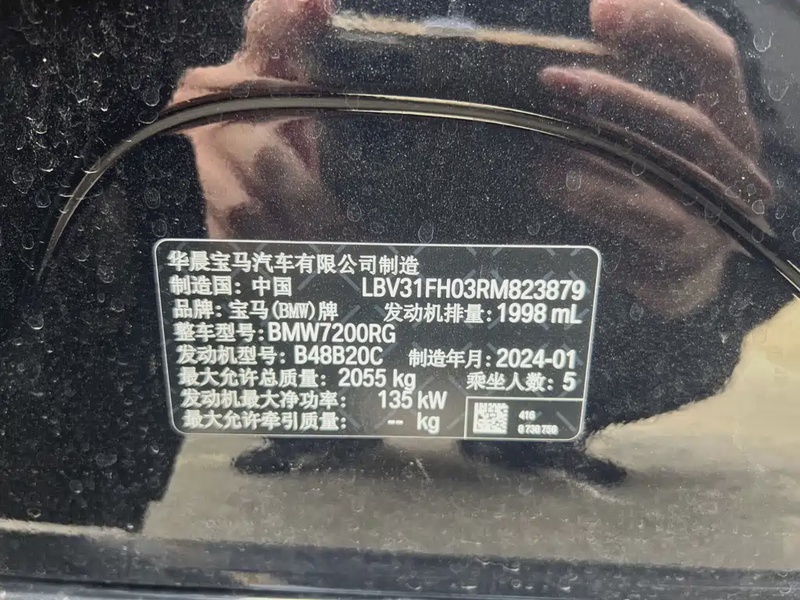 华晨宝马汽车有限公司制造
制造国：中国 LBV31FH03RM823879
品牌：宝马(BMW)牌 发动机排量：1998 mL
整车型号：BMW7200RG
发动机型号：B48B20C 制造年月：2024-01
最大允许总质量：2055 kg 乘坐人数：5
发动机最大净功率：135 kW
最大允许牵引质量：-- kg
416
8738758